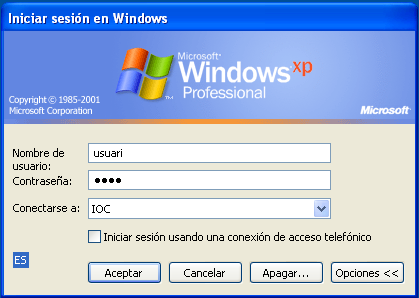 Iniciar sesión en Windows
Microsoft®
Windows xp
Professional
Copyright © 1985-2001
Microsoft Corporation
Microsoft
Nombre de
usuario:
usuari
Contraseña:
●●●●
Conectarse a:
IOC
Iniciar sesión usando una conexión de acceso telefónico
ES
Aceptar
Cancelar
Apagar...
Opciones <<